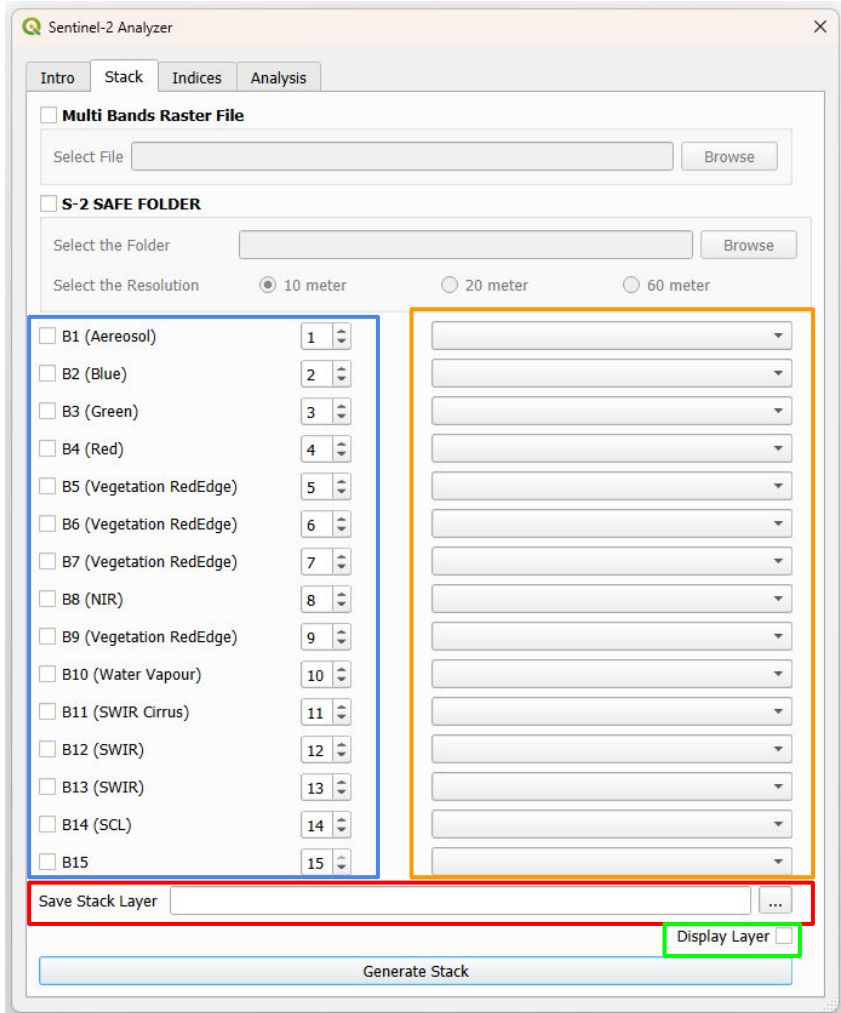 Sentinel-2 Analyzer
Intro Stack Indices Analysis
Multi Bands Raster File
Select File Browse
S-2 SAFE FOLDER
Select the Folder Browse
Select the Resolution 10 meter 20 meter 60 meter
B1 (Aereosol) 1
B2 (Blue) 2
B3 (Green) 3
B4 (Red) 4
B5 (Vegetation RedEdge) 5
B6 (Vegetation RedEdge) 6
B7 (Vegetation RedEdge) 7
B8 (NIR) 8
B9 (Vegetation RedEdge) 9
B10 (Water Vapour) 10
B11 (SWIR Cirrus) 11
B12 (SWIR) 12
B13 (SWIR) 13
B14 (SCL) 14
B15 15
Save Stack Layer ...
Display Layer
Generate Stack